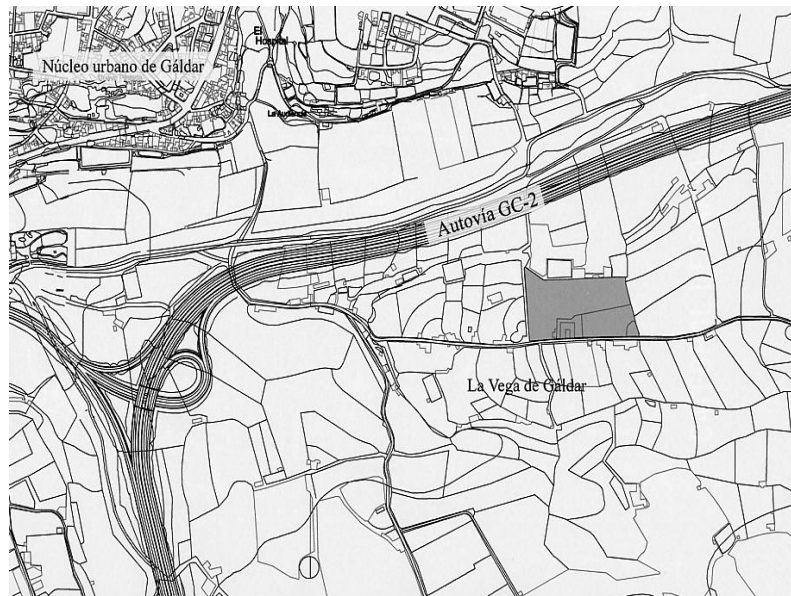 El
Hospital
Núcleo urbano de Gáldar
La Audiencia
Autovía GC-2
La Vega de Gáldar